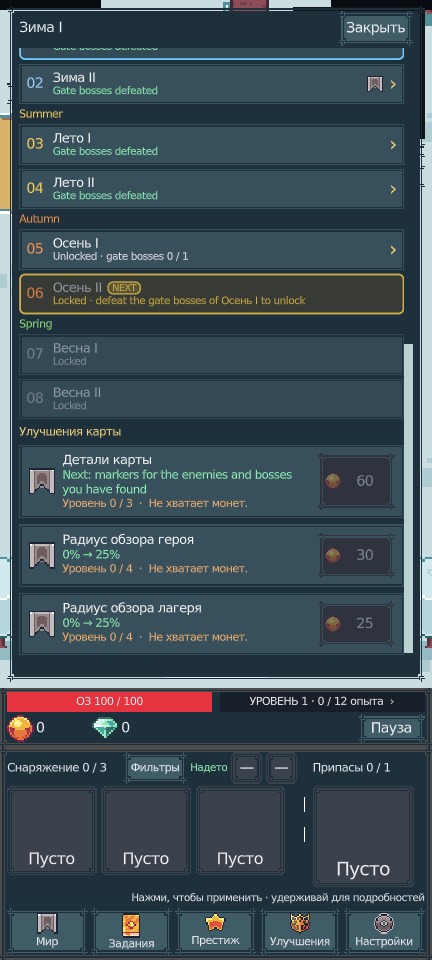 Зима I
Закрыть
Gate bosses defeated
02 Зима II
Gate bosses defeated
Summer
03 Лето I
Gate bosses defeated
04 Лето II
Gate bosses defeated
Autumn
05 Осень I
Unlocked · gate bosses 0 / 1
06 Осень II NEXT
Locked · defeat the gate bosses of Осень I to unlock
Spring
07 Весна I
Locked
08 Весна II
Locked
Улучшения карты
Детали карты
Next: markers for the enemies and bosses
you have found
Уровень 0 / 3 · Не хватает монет.
60
Радиус обзора героя
0% → 25%
Уровень 0 / 4 · Не хватает монет.
30
Радиус обзора лагеря
0% → 25%
Уровень 0 / 4 · Не хватает монет.
25
ОЗ 100 / 100
УРОВЕНЬ 1 · 0 / 12 опыта ›
0
0
Пауза
Снаряжение 0 / 3
Фильтры
Надето
—
—
Припасы 0 / 1
Пусто
Пусто
Пусто
Пусто
Нажми, чтобы применить · удерживай для подробностей
Мир
Задания
Престиж
Улучшения
Настройки